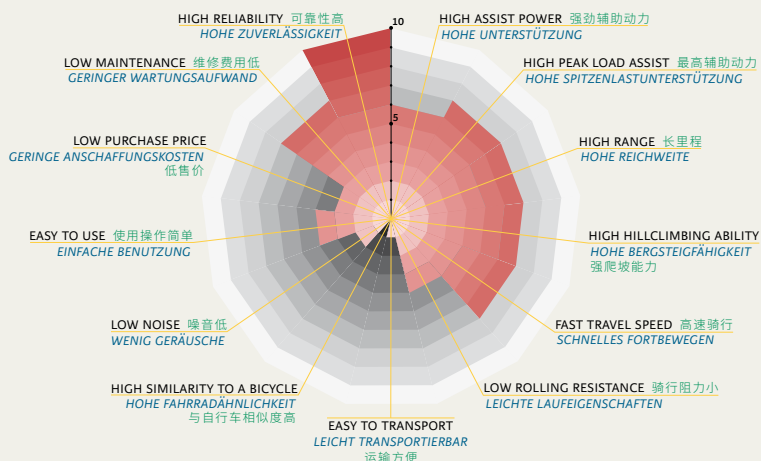 10
5
HIGH RELIABILITY 可靠性高
HOHE ZUVERLÄSSIGKEIT
HIGH ASSIST POWER 强劲辅助动力
HOHE UNTERSTÜTZUNG
LOW MAINTENANCE 维修费用低
GERINGER WARTUNGSAUFWAND
HIGH PEAK LOAD ASSIST 最高辅助动力
HOHE SPITZENLASTUNTERSTÜTZUNG
LOW PURCHASE PRICE
GERINGE ANSCHAFFUNGSKOSTEN
低售价
HIGH RANGE 长里程
HOHE REICHWEITE
EASY TO USE 使用操作简单
EINFACHE BENUTZUNG
HIGH HILLCLIMBING ABILITY
HOHE BERGSTEIGFÄHIGKEIT
强爬坡能力
LOW NOISE 噪音低
WENIG GERÄUSCHE
FAST TRAVEL SPEED 高速骑行
SCHNELLES FORTBEWEGEN
HIGH SIMILARITY TO A BICYCLE
HOHE FAHRRADÄHNLICHKEIT
与自行车相似度高
LOW ROLLING RESISTANCE 骑行阻力小
LEICHTE LAUFEIGENSCHAFTEN
EASY TO TRANSPORT
LEICHT TRANSPORTIERBAR
运输方便